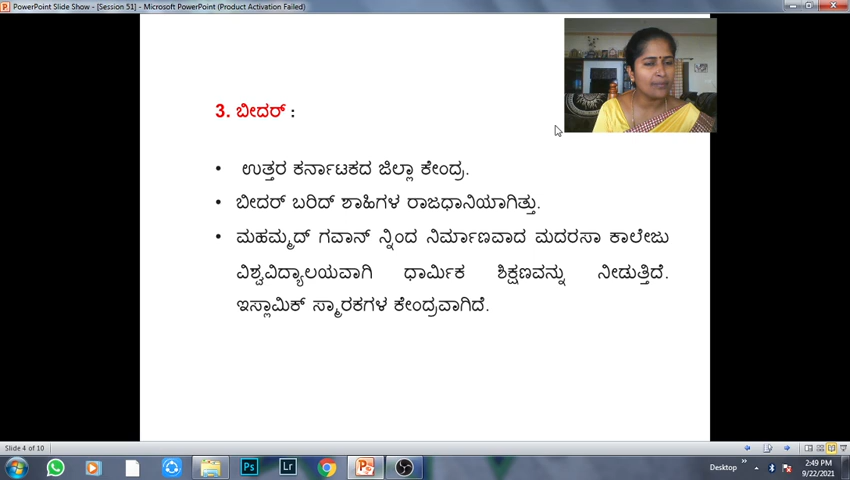 PowerPoint Slide Show - [Session 51] - Microsoft PowerPoint (Product Activation Failed)
3. ಬೀದರ್ :
• ಉತ್ತರ ಕರ್ನಾಟಕದ ಜಿಲ್ಲಾ ಕೇಂದ್ರ.
• ಬೀದರ್ ಬರಿದ್ ಶಾಹಿಗಳ ರಾಜಧಾನಿಯಾಗಿತ್ತು.
• ಮಹಮ್ಮದ್ ಗವಾನ್ ನ್ನಿಂದ ನಿರ್ಮಾಣವಾದ ಮದರಸಾ ಕಾಲೇಜು
ವಿಶ್ವವಿದ್ಯಾಲಯವಾಗಿ ಧಾರ್ಮಿಕ ಶಿಕ್ಷಣವನ್ನು ನೀಡುತ್ತಿದೆ.
ಇಸ್ಲಾಮಿಕ್ ಸ್ಮಾರಕಗಳ ಕೇಂದ್ರವಾಗಿದೆ.
Slide 4 of 10
Ps Lr Desktop 2:49 PM
9/22/2021